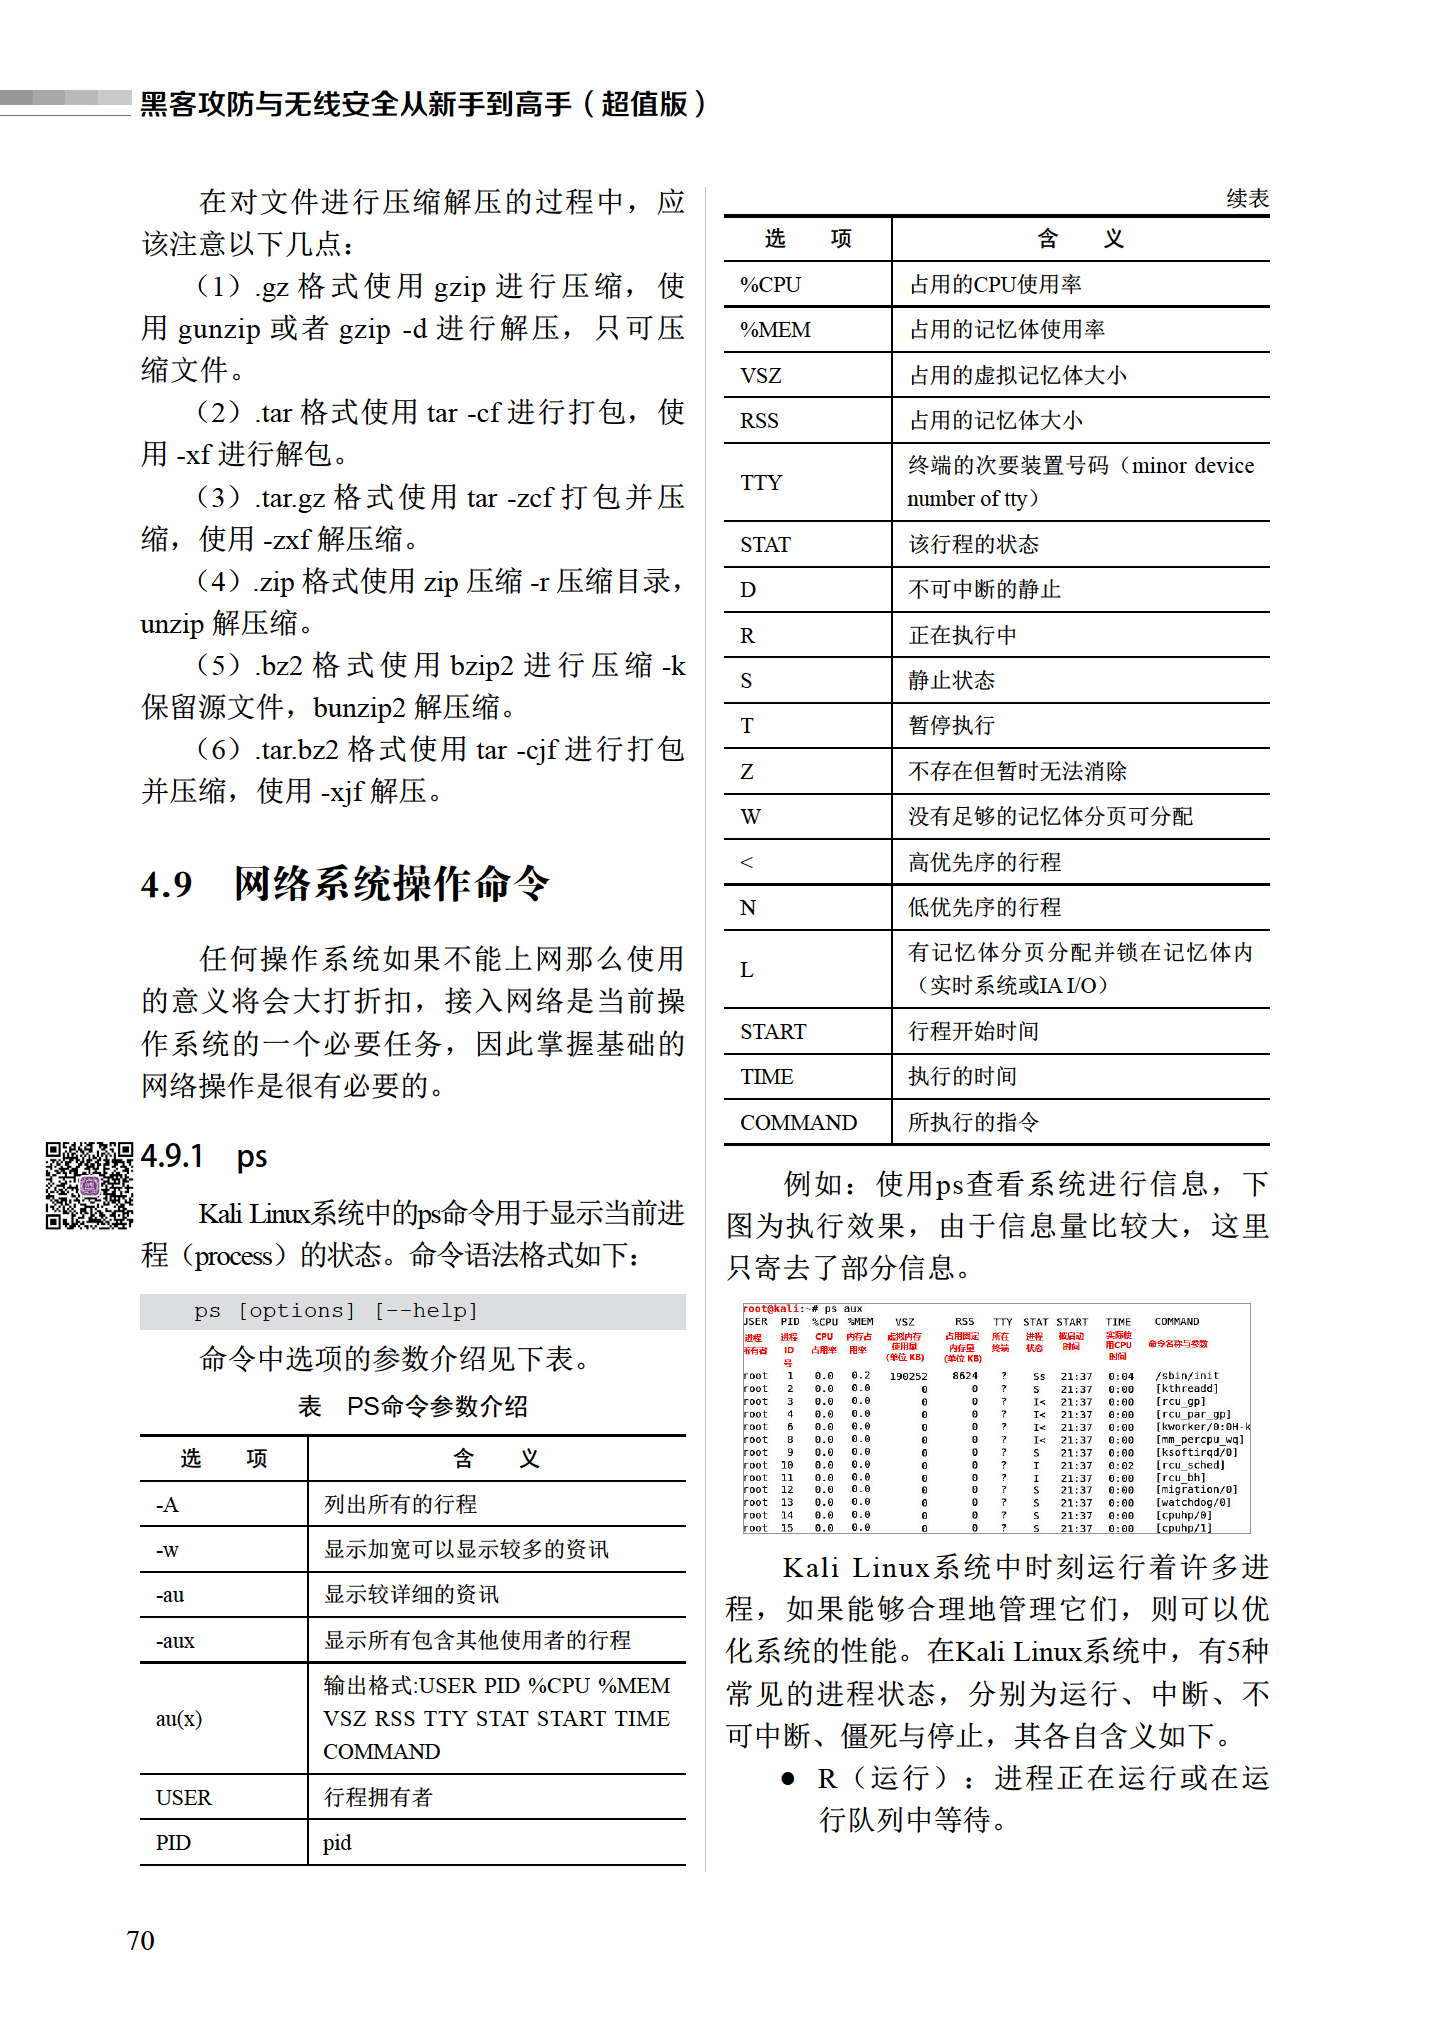 黑客攻防与无线安全从新手到高手（超值版）
在对文件进行压缩解压的过程中，应
该注意以下几点：
（1）.gz 格式使用 gzip 进行压缩，使
用 gunzip 或者 gzip -d 进行解压，只可压
缩文件。
（2）.tar 格式使用 tar -cf 进行打包，使
用 -xf 进行解包。
（3）.tar.gz 格式使用 tar -zcf 打包并压
缩，使用 -zxf 解压缩。
（4）.zip 格式使用 zip 压缩 -r 压缩目录，
unzip 解压缩。
（5）.bz2 格式使用 bzip2 进行压缩 -k
保留源文件，bunzip2 解压缩。
（6）.tar.bz2 格式使用 tar -cjf 进行打包
并压缩，使用 -xjf 解压。
4.9 网络系统操作命令
任何操作系统如果不能上网那么使用
的意义将会大打折扣，接入网络是当前操
作系统的一个必要任务，因此掌握基础的
网络操作是很有必要的。
4.9.1 ps
Kali Linux系统中的ps命令用于显示当前进
程（process）的状态。命令语法格式如下：
ps [options] [--help]
命令中选项的参数介绍见下表。
表 PS命令参数介绍
选 项 含 义
-A 列出所有的行程
-w 显示加宽可以显示较多的资讯
-au 显示较详细的资讯
-aux 显示所有包含其他使用者的行程
au(x) 输出格式:USER PID %CPU %MEM
VSZ RSS TTY STAT START TIME
COMMAND
USER 行程拥有者
PID pid
续表
选 项 含 义
%CPU 占用的CPU使用率
%MEM 占用的记忆体使用率
VSZ 占用的虚拟记忆体大小
RSS 占用的记忆体大小
TTY 终端的次要装置号码（minor device
number of tty）
STAT 该行程的状态
D 不可中断的静止
R 正在执行中
S 静止状态
T 暂停执行
Z 不存在但暂时无法消除
W 没有足够的记忆体分页可分配
< 高优先序的行程
N 低优先序的行程
L 有记忆体分页分配并锁在记忆体内
（实时系统或IA I/O）
START 行程开始时间
TIME 执行的时间
COMMAND 所执行的指令
例如：使用ps查看系统进行信息，下
图为执行效果，由于信息量比较大，这里
只寄去了部分信息。
root@kali:~# ps aux
USER PID %CPU %MEM VSZ RSS TTY STAT START TIME COMMAND
进程 进程 CPU 内存占 虚拟内存 占用固定 所在 进程 被启动 实际使 命令名称与参数
所有者 ID 占用率 用率 使用量 内存量 终端 状态 时间 用CPU
号 (单位 KB) (单位 KB) 时间
root 1 0.0 0.2 190252 8624 ? Ss 21:37 0:04 /sbin/init
root 2 0.0 0.0 0 0 ? S 21:37 0:00 [kthreadd]
root 3 0.0 0.0 0 0 ? I< 21:37 0:00 [rcu_gp]
root 4 0.0 0.0 0 0 ? I< 21:37 0:00 [rcu_par_gp]
root 6 0.0 0.0 0 0 ? I< 21:37 0:00 [kworker/0:0H-k
root 8 0.0 0.0 0 0 ? I< 21:37 0:00 [mm_percpu_wq]
root 9 0.0 0.0 0 0 ? S 21:37 0:00 [ksoftirqd/0]
root 10 0.0 0.0 0 0 ? I 21:37 0:02 [rcu_sched]
root 11 0.0 0.0 0 0 ? I 21:37 0:00 [rcu_bh]
root 12 0.0 0.0 0 0 ? S 21:37 0:00 [migration/0]
root 13 0.0 0.0 0 0 ? S 21:37 0:00 [watchdog/0]
root 14 0.0 0.0 0 0 ? S 21:37 0:00 [cpuhp/0]
root 15 0.0 0.0 0 0 ? S 21:37 0:00 [cpuhp/1]
Kali Linux系统中时刻运行着许多进
程，如果能够合理地管理它们，则可以优
化系统的性能。在Kali Linux系统中，有5种
常见的进程状态，分别为运行、中断、不
可中断、僵死与停止，其各自含义如下。
● R（运行）：进程正在运行或在运
行队列中等待。
70